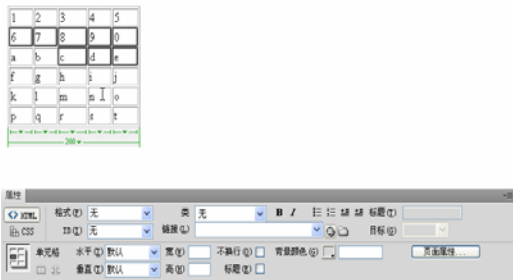 1 2 3 4 5
6 7 8 9 0
a b c d e
f g h i j
k l m n o
p q r s t
200
属性
<> HTML 格式(F) 无 类 无 B I 标题(T)
CSS ID(I) 无 链接(L) 目标(G)
单元格 水平(Z) 默认 宽(W) 不换行(O) 背景颜色(G) 页面属性...
垂直(T) 默认 高(H) 标题(E)